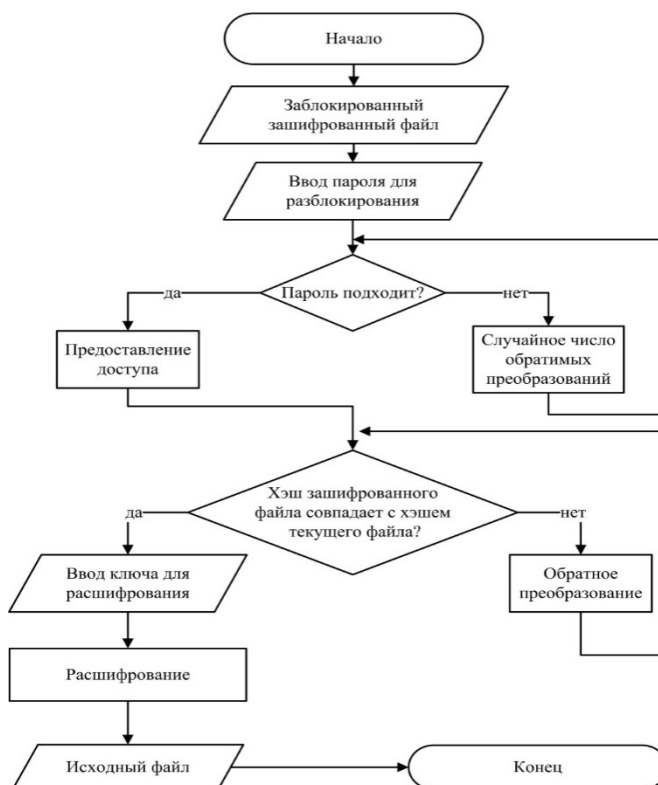 Начало
Заблокированный
зашифрованный файл
Ввод пароля для
разблокирования
Пароль подходит?
да
нет
Предоставление
доступа
Случайное число
обратимых
преобразований
Хэш зашифрованного
файла совпадает с хэшем
текущего файла?
да
нет
Ввод ключа для
расшифрования
Обратное
преобразование
Расшифрование
Исходный файл
Конец